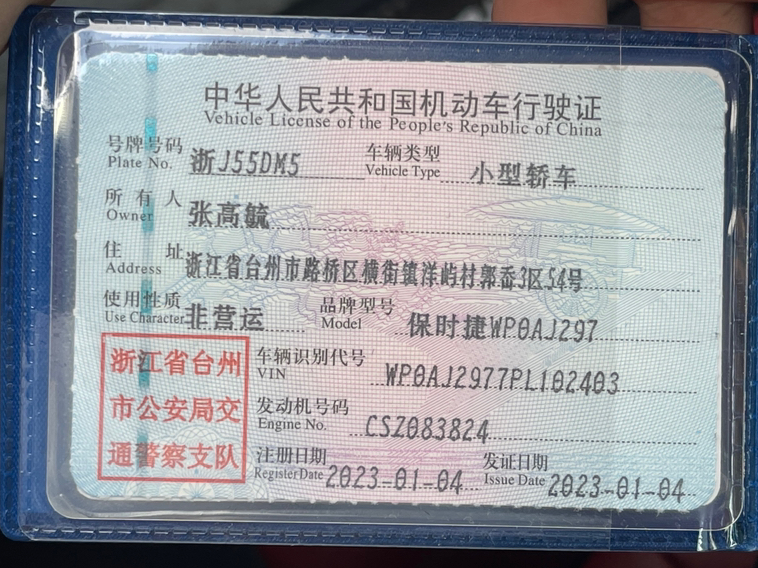 中华人民共和国机动车行驶证
Vehicle License of the People's Republic of China
号牌号码 浙J55DM5 车辆类型 小型轿车
Plate No. Vehicle Type
所有人 张高毓
Owner
住址 浙江省台州市路桥区横街镇洋屿村郭岙3区54号
Address
使用性质 非营运 品牌型号 保时捷WP0AJ297
Use Character Model
浙江省台州 车辆识别代号 WP0AJ2977PL102403
VIN
市公安局交 发动机号码 CSZ083824
Engine No.
通警察支队 注册日期 2023-01-04 发证日期 2023-01-04
Register Date Issue Date